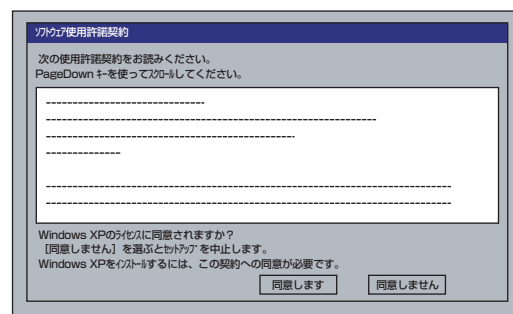 ｿﾌﾄｳｪｱ使用許諾契約
次の使用許諾契約をお読みください。
PageDown ｷｰを使ってｽｸﾛｰﾙしてください。
------------------------------
--------------------------------------------------------------
----------------------------------------------
--------------
----------------------------------------------------------------------------
----------------------------------------------------------------------------
Windows XPのﾗｲｾﾝｽに同意されますか？
［同意しません］を選ぶとｾｯﾄｱｯﾌﾟを中止します。
Windows XPをｲﾝｽﾄｰﾙするには、この契約への同意が必要です。
同意します 同意しません